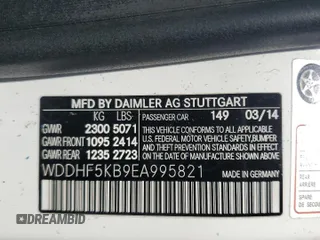 MFD BY DAIMLER AG STUTTGART
KG LBS
PASSENGER CAR 149 03/14
GVWR 2300 5071
GAWR FRONT 1095 2414
GAWR REAR 1235 2723
THIS VEHICLE CONFORMS TO ALL APPLICABLE
U.S. FEDERAL MOTOR VEHICLE SAFETY, BUMPER,
AND THEFT PREVENTION STANDARDS IN EFFECT
ON THE DATE OF MANUFACTURE SHOWN ABOVE.
WDDHF5KB9EA995821
MADE IN GERMANY
DEALERSHIP.COM